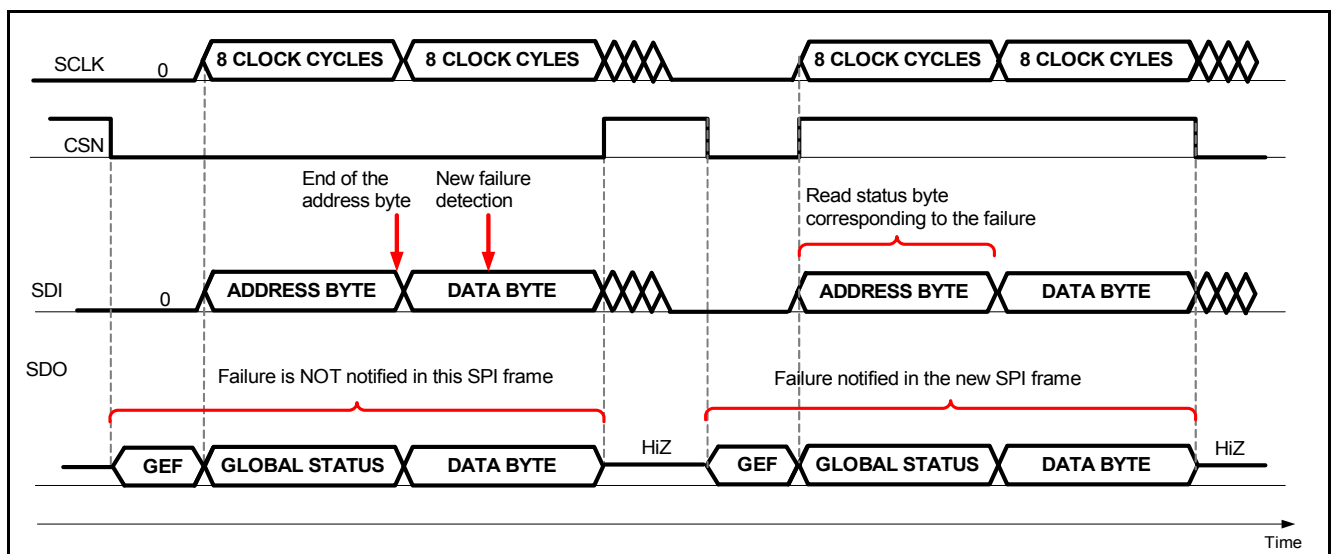 SCLK
0
8 CLOCK CYCLES
8 CLOCK CYLES
8 CLOCK CYCLES
8 CLOCK CYLES
CSN
End of the
address byte
New failure
detection
Read status byte
corresponding to the failure
SDI
0
ADDRESS BYTE
DATA BYTE
ADDRESS BYTE
DATA BYTE
SDO
Failure is NOT notified in this SPI frame
Failure notified in the new SPI frame
GEF
GLOBAL STATUS
DATA BYTE
HiZ
GEF
GLOBAL STATUS
DATA BYTE
HiZ
Time